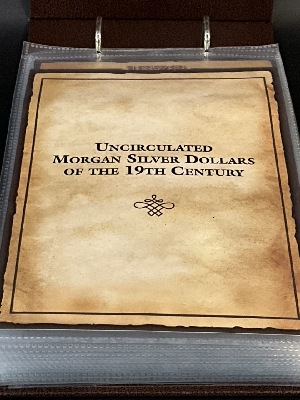 Uncirculated
Morgan Silver Dollars
of the 19th Century